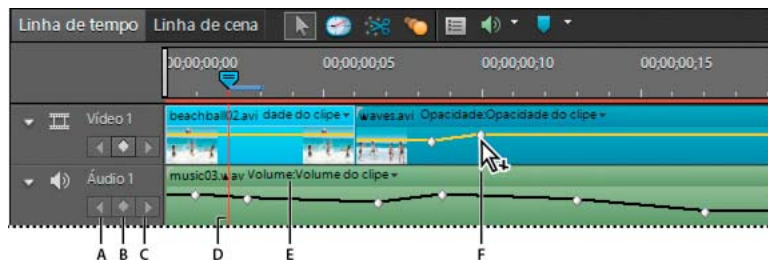 Linha de tempo Linha de cena
00;00;00;00 00;00;00;05 00;00;00;10 00;00;00;15
Vídeo 1 beachball02.avi dade do clipe waves.avi Opacidade:Opacidade do clipe
Áudio 1 music03.wav Volume:Volume do clipe
A B C D E F